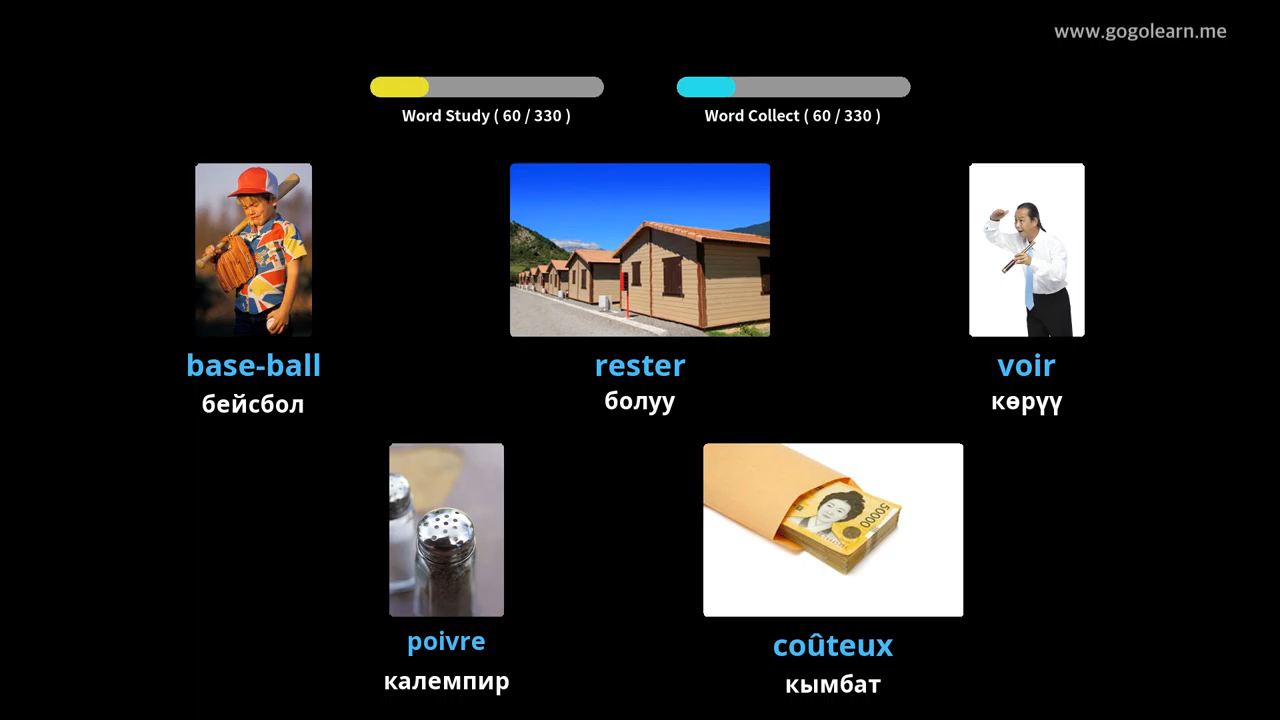 www.gogolearn.me
Word Study ( 60 / 330 )
Word Collect ( 60 / 330 )
base-ball
бейсбол
rester
болуу
voir
көрүү
50000
poivre
калемпир
coûteux
кымбат